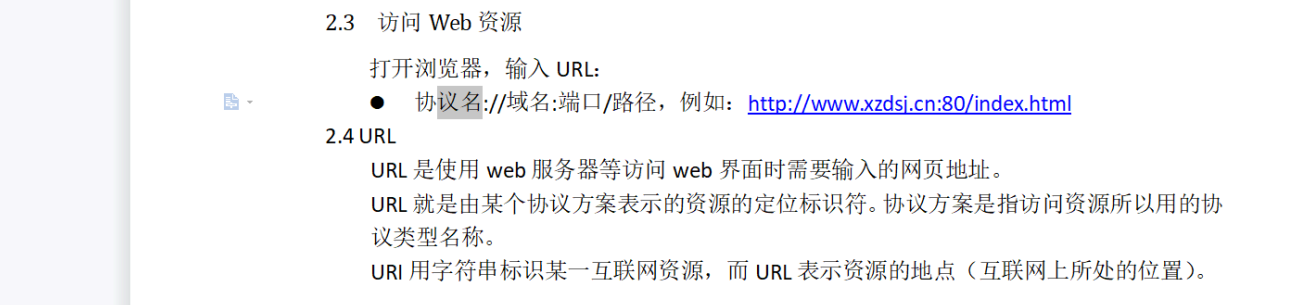 2.3 访问 Web 资源
打开浏览器，输入 URL：
● 协议名://域名:端口/路径，例如：http://www.xzdsj.cn:80/index.html
2.4 URL
URL 是使用 web 服务器等访问 web 界面时需要输入的网页地址。
URL 就是由某个协议方案表示的资源的定位标识符。协议方案是指访问资源所以用的协
议类型名称。
URI 用字符串标识某一互联网资源，而 URL 表示资源的地点（互联网上所处的位置）。